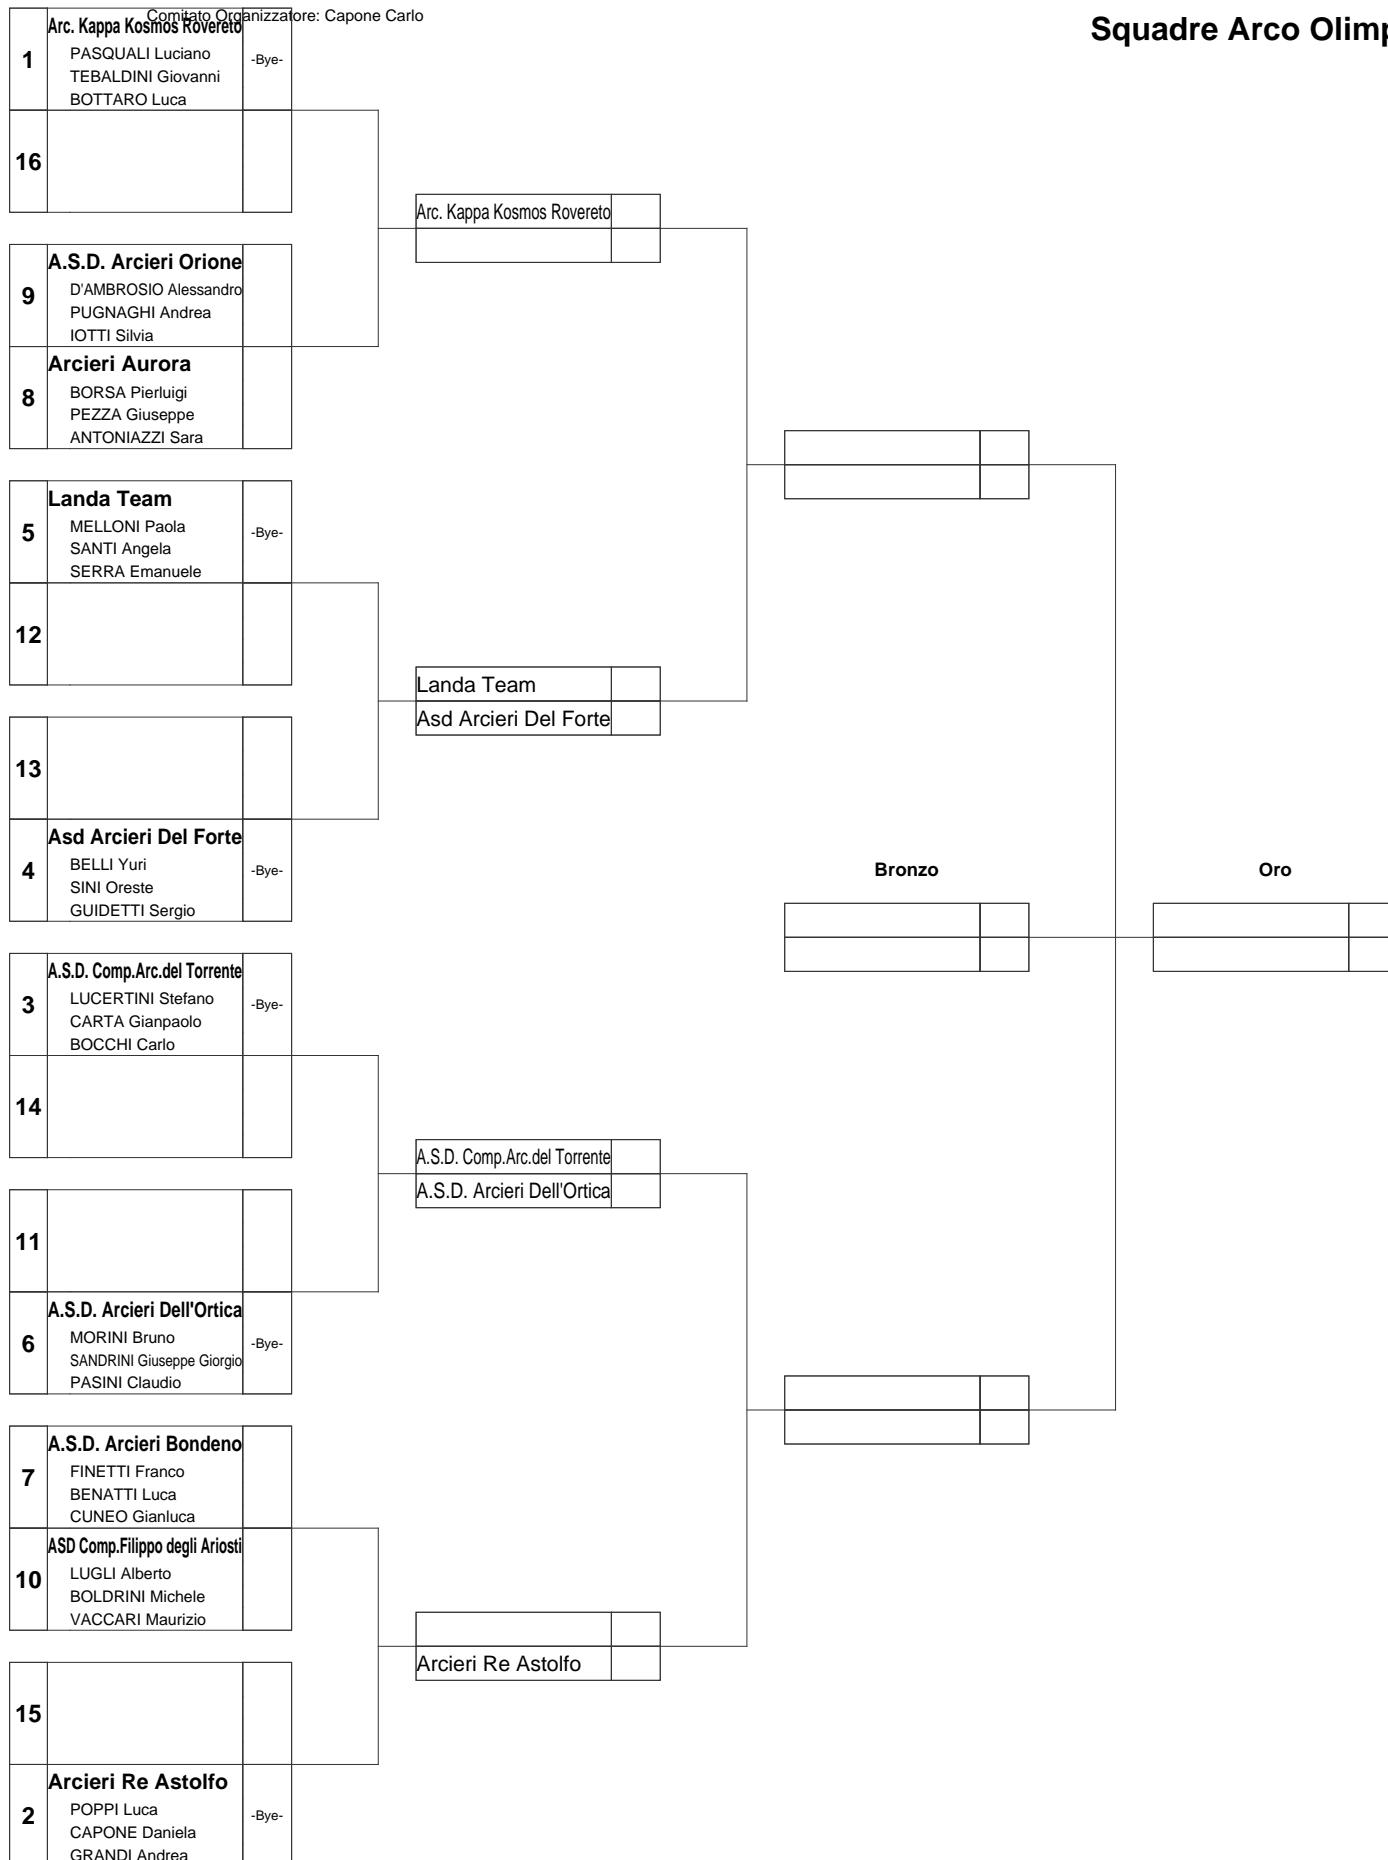 Comitato Organizzatore: Capone Carlo
Squadre Arco Olimp
1
Arc. Kappa Kosmos Rovereto
PASQUALI Luciano
TEBALDINI Giovanni
BOTTARO Luca
-Bye-
16
Arc. Kappa Kosmos Rovereto
9
A.S.D. Arcieri Orione
D'AMBROSIO Alessandro
PUGNAGHI Andrea
IOTTI Silvia
8
Arcieri Aurora
BORSA Pierluigi
PEZZA Giuseppe
ANTONIAZZI Sara
5
Landa Team
MELLONI Paola
SANTI Angela
SERRA Emanuele
-Bye-
12
Landa Team
Asd Arcieri Del Forte
13
4
Asd Arcieri Del Forte
BELLI Yuri
SINI Oreste
GUIDETTI Sergio
-Bye-
Bronzo
Oro
3
A.S.D. Comp.Arc.del Torrente
LUCERTINI Stefano
CARTA Gianpaolo
BOCCHI Carlo
-Bye-
14
A.S.D. Comp.Arc.del Torrente
A.S.D. Arcieri Dell'Ortica
11
6
A.S.D. Arcieri Dell'Ortica
MORINI Bruno
SANDRINI Giuseppe Giorgio
PASINI Claudio
-Bye-
7
A.S.D. Arcieri Bondeno
FINETTI Franco
BENATTI Luca
CUNEO Gianluca
10
ASD Comp.Filippo degli Ariosti
LUGLI Alberto
BOLDRINI Michele
VACCARI Maurizio
Arcieri Re Astolfo
15
2
Arcieri Re Astolfo
POPPI Luca
CAPONE Daniela
GRANDI Andrea
-Bye-